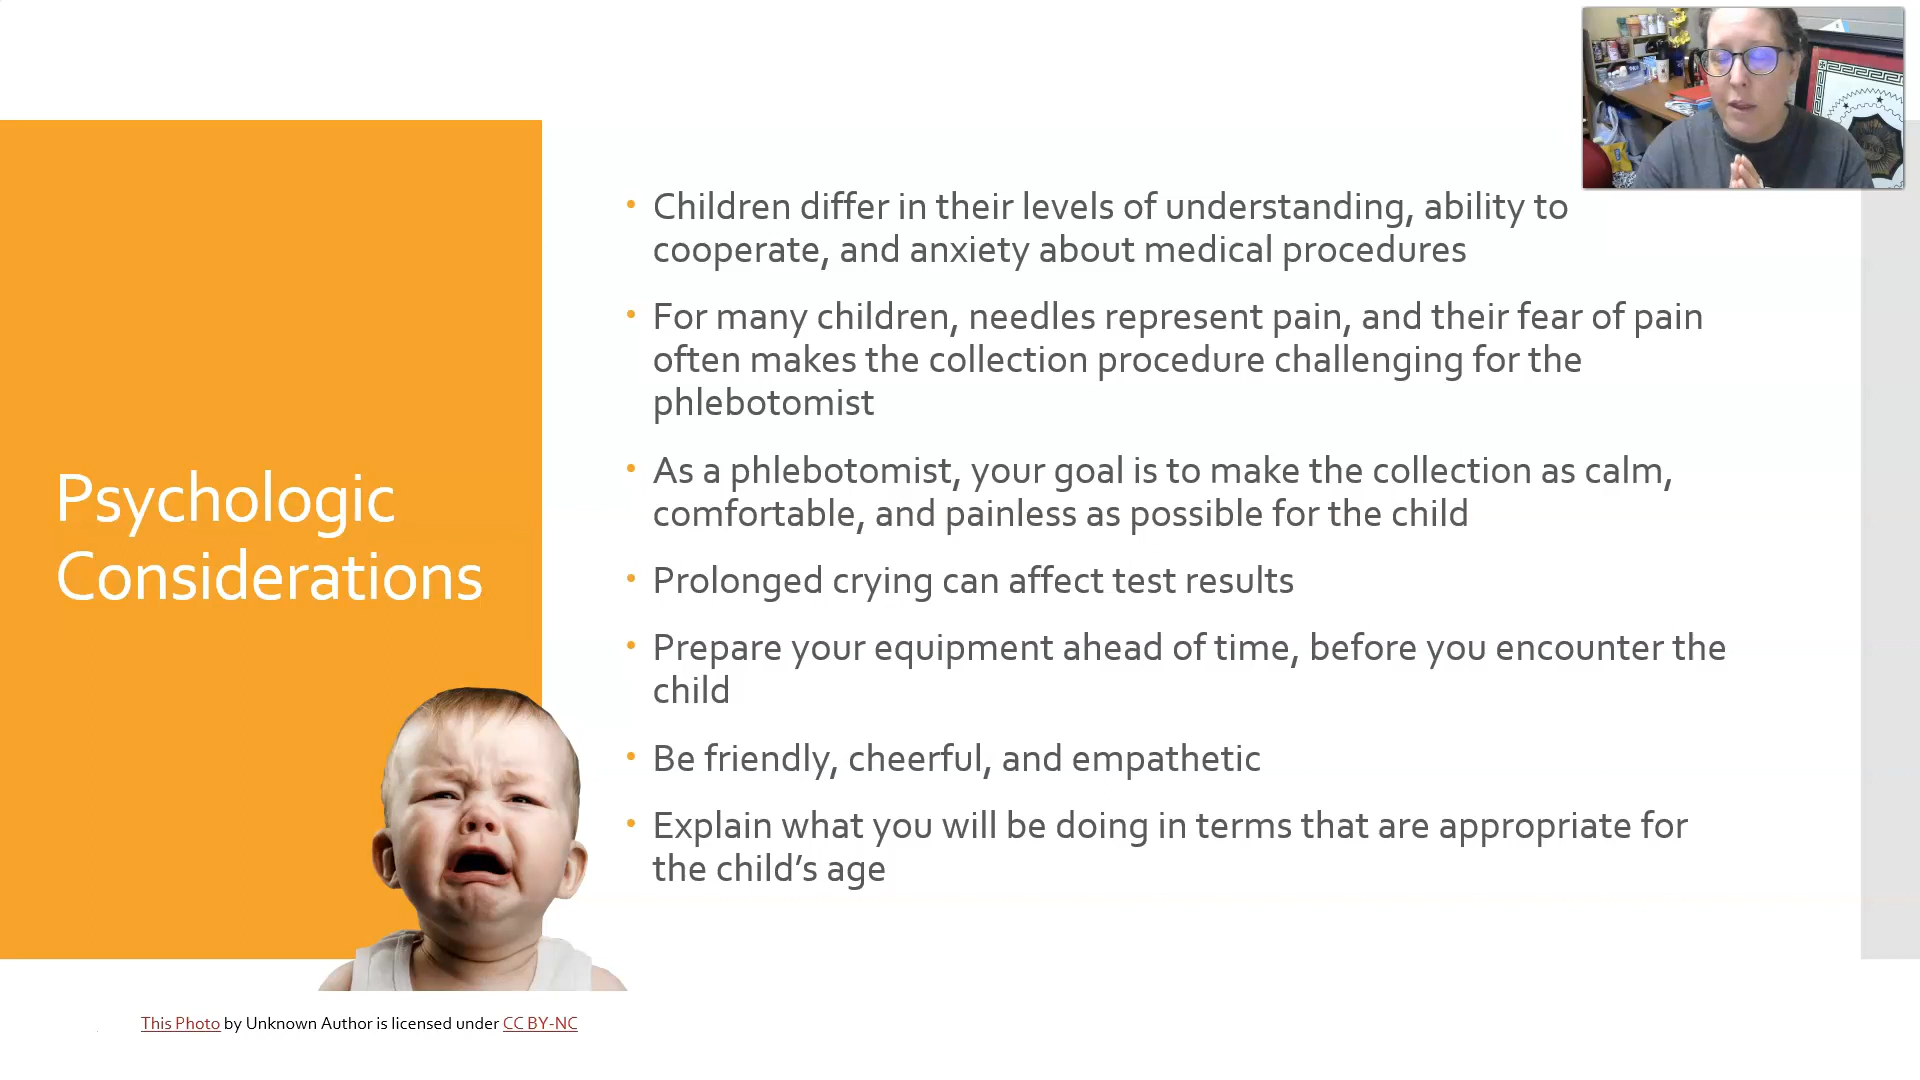 Psychologic
Considerations
• Children differ in their levels of understanding, ability to
cooperate, and anxiety about medical procedures
• For many children, needles represent pain, and their fear of pain
often makes the collection procedure challenging for the
phlebotomist
• As a phlebotomist, your goal is to make the collection as calm,
comfortable, and painless as possible for the child
• Prolonged crying can affect test results
• Prepare your equipment ahead of time, before you encounter the
child
• Be friendly, cheerful, and empathetic
• Explain what you will be doing in terms that are appropriate for
the child’s age
This Photo by Unknown Author is licensed under CC BY-NC